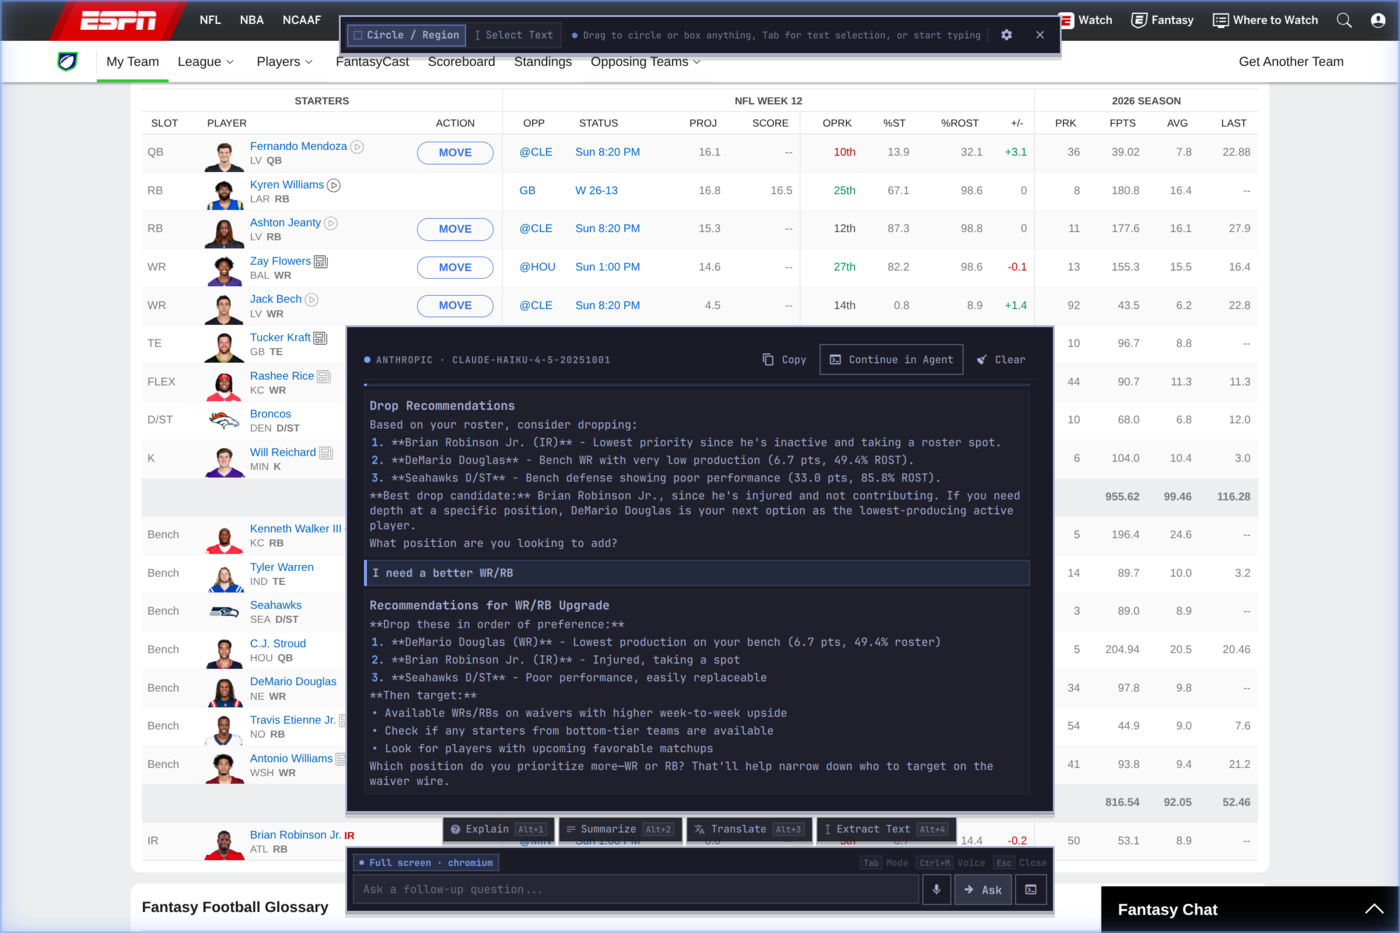 ESPN
NFL
NBA
NCAAF
Watch
Fantasy
Where to Watch
Circle / Region
Select Text
Drag to circle or box anything, Tab for text selection, or start typing
My Team
League
Players
FantasyCast
Scoreboard
Standings
Opposing Teams
Get Another Team
STARTERS
NFL WEEK 12
2026 SEASON
SLOT PLAYER ACTION OPP STATUS PROJ SCORE OPRK %ST %ROST +/- PRK FPTS AVG LAST
QB Fernando Mendoza LV QB MOVE @CLE Sun 8:20 PM 16.1 -- 10th 13.9 32.1 +3.1 36 39.02 7.8 22.88
RB Kyren Williams LAR RB GB W 26-13 16.8 16.5 25th 67.1 98.6 0 8 180.8 16.4 --
RB Ashton Jeanty LV RB MOVE @CLE Sun 8:20 PM 15.3 -- 12th 87.3 98.8 0 11 177.6 16.1 27.9
WR Zay Flowers BAL WR MOVE @HOU Sun 1:00 PM 14.6 -- 27th 82.2 98.6 -0.1 13 155.3 15.5 16.4
WR Jack Bech LV WR MOVE @CLE Sun 8:20 PM 4.5 -- 14th 0.8 8.9 +1.4 92 43.5 6.2 22.8
TE Tucker Kraft GB TE 10 96.7 8.8 --
FLEX Rashee Rice KC WR 44 90.7 11.3 11.3
D/ST Broncos DEN D/ST 10 68.0 6.8 12.0
K Will Reichard MIN K 6 104.0 10.4 3.0
955.62 99.46 116.28
Bench Kenneth Walker III KC RB 5 196.4 24.6 --
Bench Tyler Warren IND TE 14 89.7 10.0 3.2
Bench Seahawks SEA D/ST 3 89.0 8.9 --
Bench C.J. Stroud HOU QB 5 204.94 20.5 20.46
Bench DeMario Douglas NE WR 34 97.8 9.8 --
Bench Travis Etienne Jr. NO RB 54 44.9 9.0 7.6
Bench Antonio Williams WSH WR 41 93.8 9.4 21.2
816.54 92.05 52.46
IR Brian Robinson Jr. IR ATL RB 14.4 -0.2 50 53.1 8.9 --
ANTHROPIC · CLAUDE-HAIKU-4-5-20251001
Copy
Continue in Agent
Clear
Drop Recommendations
Based on your roster, consider dropping:
1. **Brian Robinson Jr. (IR)** - Lowest priority since he's inactive and taking a roster spot.
2. **DeMario Douglas** - Bench WR with very low production (6.7 pts, 49.4% ROST).
3. **Seahawks D/ST** - Bench defense showing poor performance (33.0 pts, 85.8% ROST).
**Best drop candidate:** Brian Robinson Jr., since he's injured and not contributing. If you need
depth at a specific position, DeMario Douglas is your next option as the lowest-producing active
player.
What position are you looking to add?
I need a better WR/RB
Recommendations for WR/RB Upgrade
**Drop these in order of preference:**
1. **DeMario Douglas (WR)** - Lowest production on your bench (6.7 pts, 49.4% roster)
2. **Brian Robinson Jr. (IR)** - Injured, taking a spot
3. **Seahawks D/ST** - Poor performance, easily replaceable
**Then target:**
• Available WRs/RBs on waivers with higher week-to-week upside
• Check if any starters from bottom-tier teams are available
• Look for players with upcoming favorable matchups
Which position do you prioritize more—WR or RB? That'll help narrow down who to target on the
waiver wire.
Explain Alt+1
Summarize Alt+2
Translate Alt+3
Extract Text Alt+4
Full screen · chromium
Tab Mode Ctrl+M Voice Esc Close
Ask a follow-up question...
Ask
Fantasy Football Glossary
Fantasy Chat